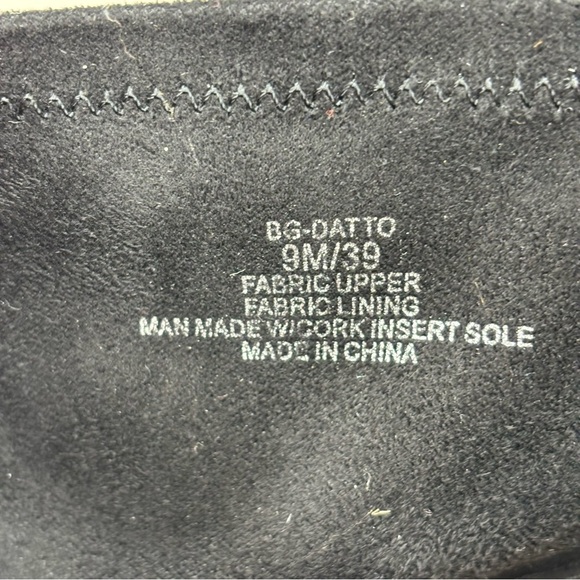 BG-DATTO
9M/39
FABRIC UPPER
FABRIC LINING
MAN MADE W/CORK INSERT SOLE
MADE IN CHINA